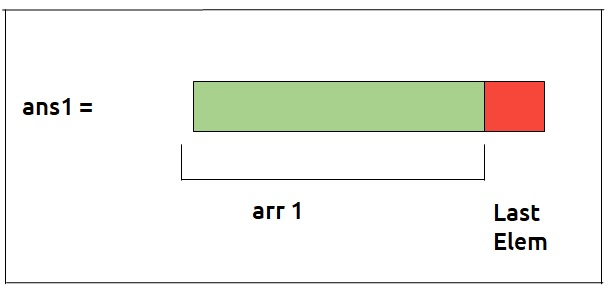 ans1 =
arr 1
Last
Elem